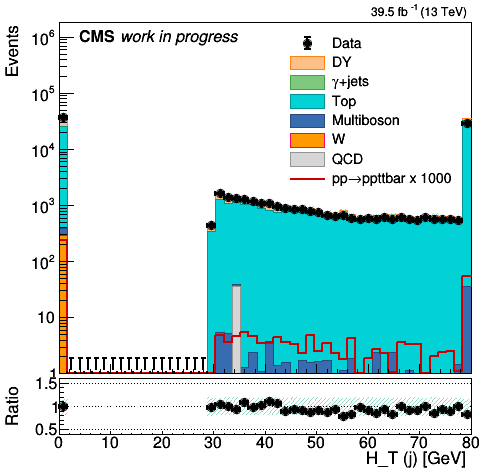 39.5 fb⁻¹ (13 TeV)
CMS work in progress
Events
10⁶
10⁵
10⁴
10³
10²
10
1
Data
DY
γ+jets
Top
Multiboson
W
QCD
pp→ppttbar x 1000
Ratio
1.5
1
0.5
0 10 20 30 40 50 60 70 80
H_T (j) [GeV]